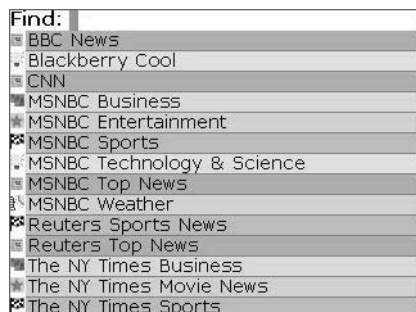 Find:
BBC News
Blackberry Cool
CNN
MSNBC Business
MSNBC Entertainment
MSNBC Sports
MSNBC Technology & Science
MSNBC Top News
MSNBC Weather
Reuters Sports News
Reuters Top News
The NY Times Business
The NY Times Movie News
The NY Times Sports